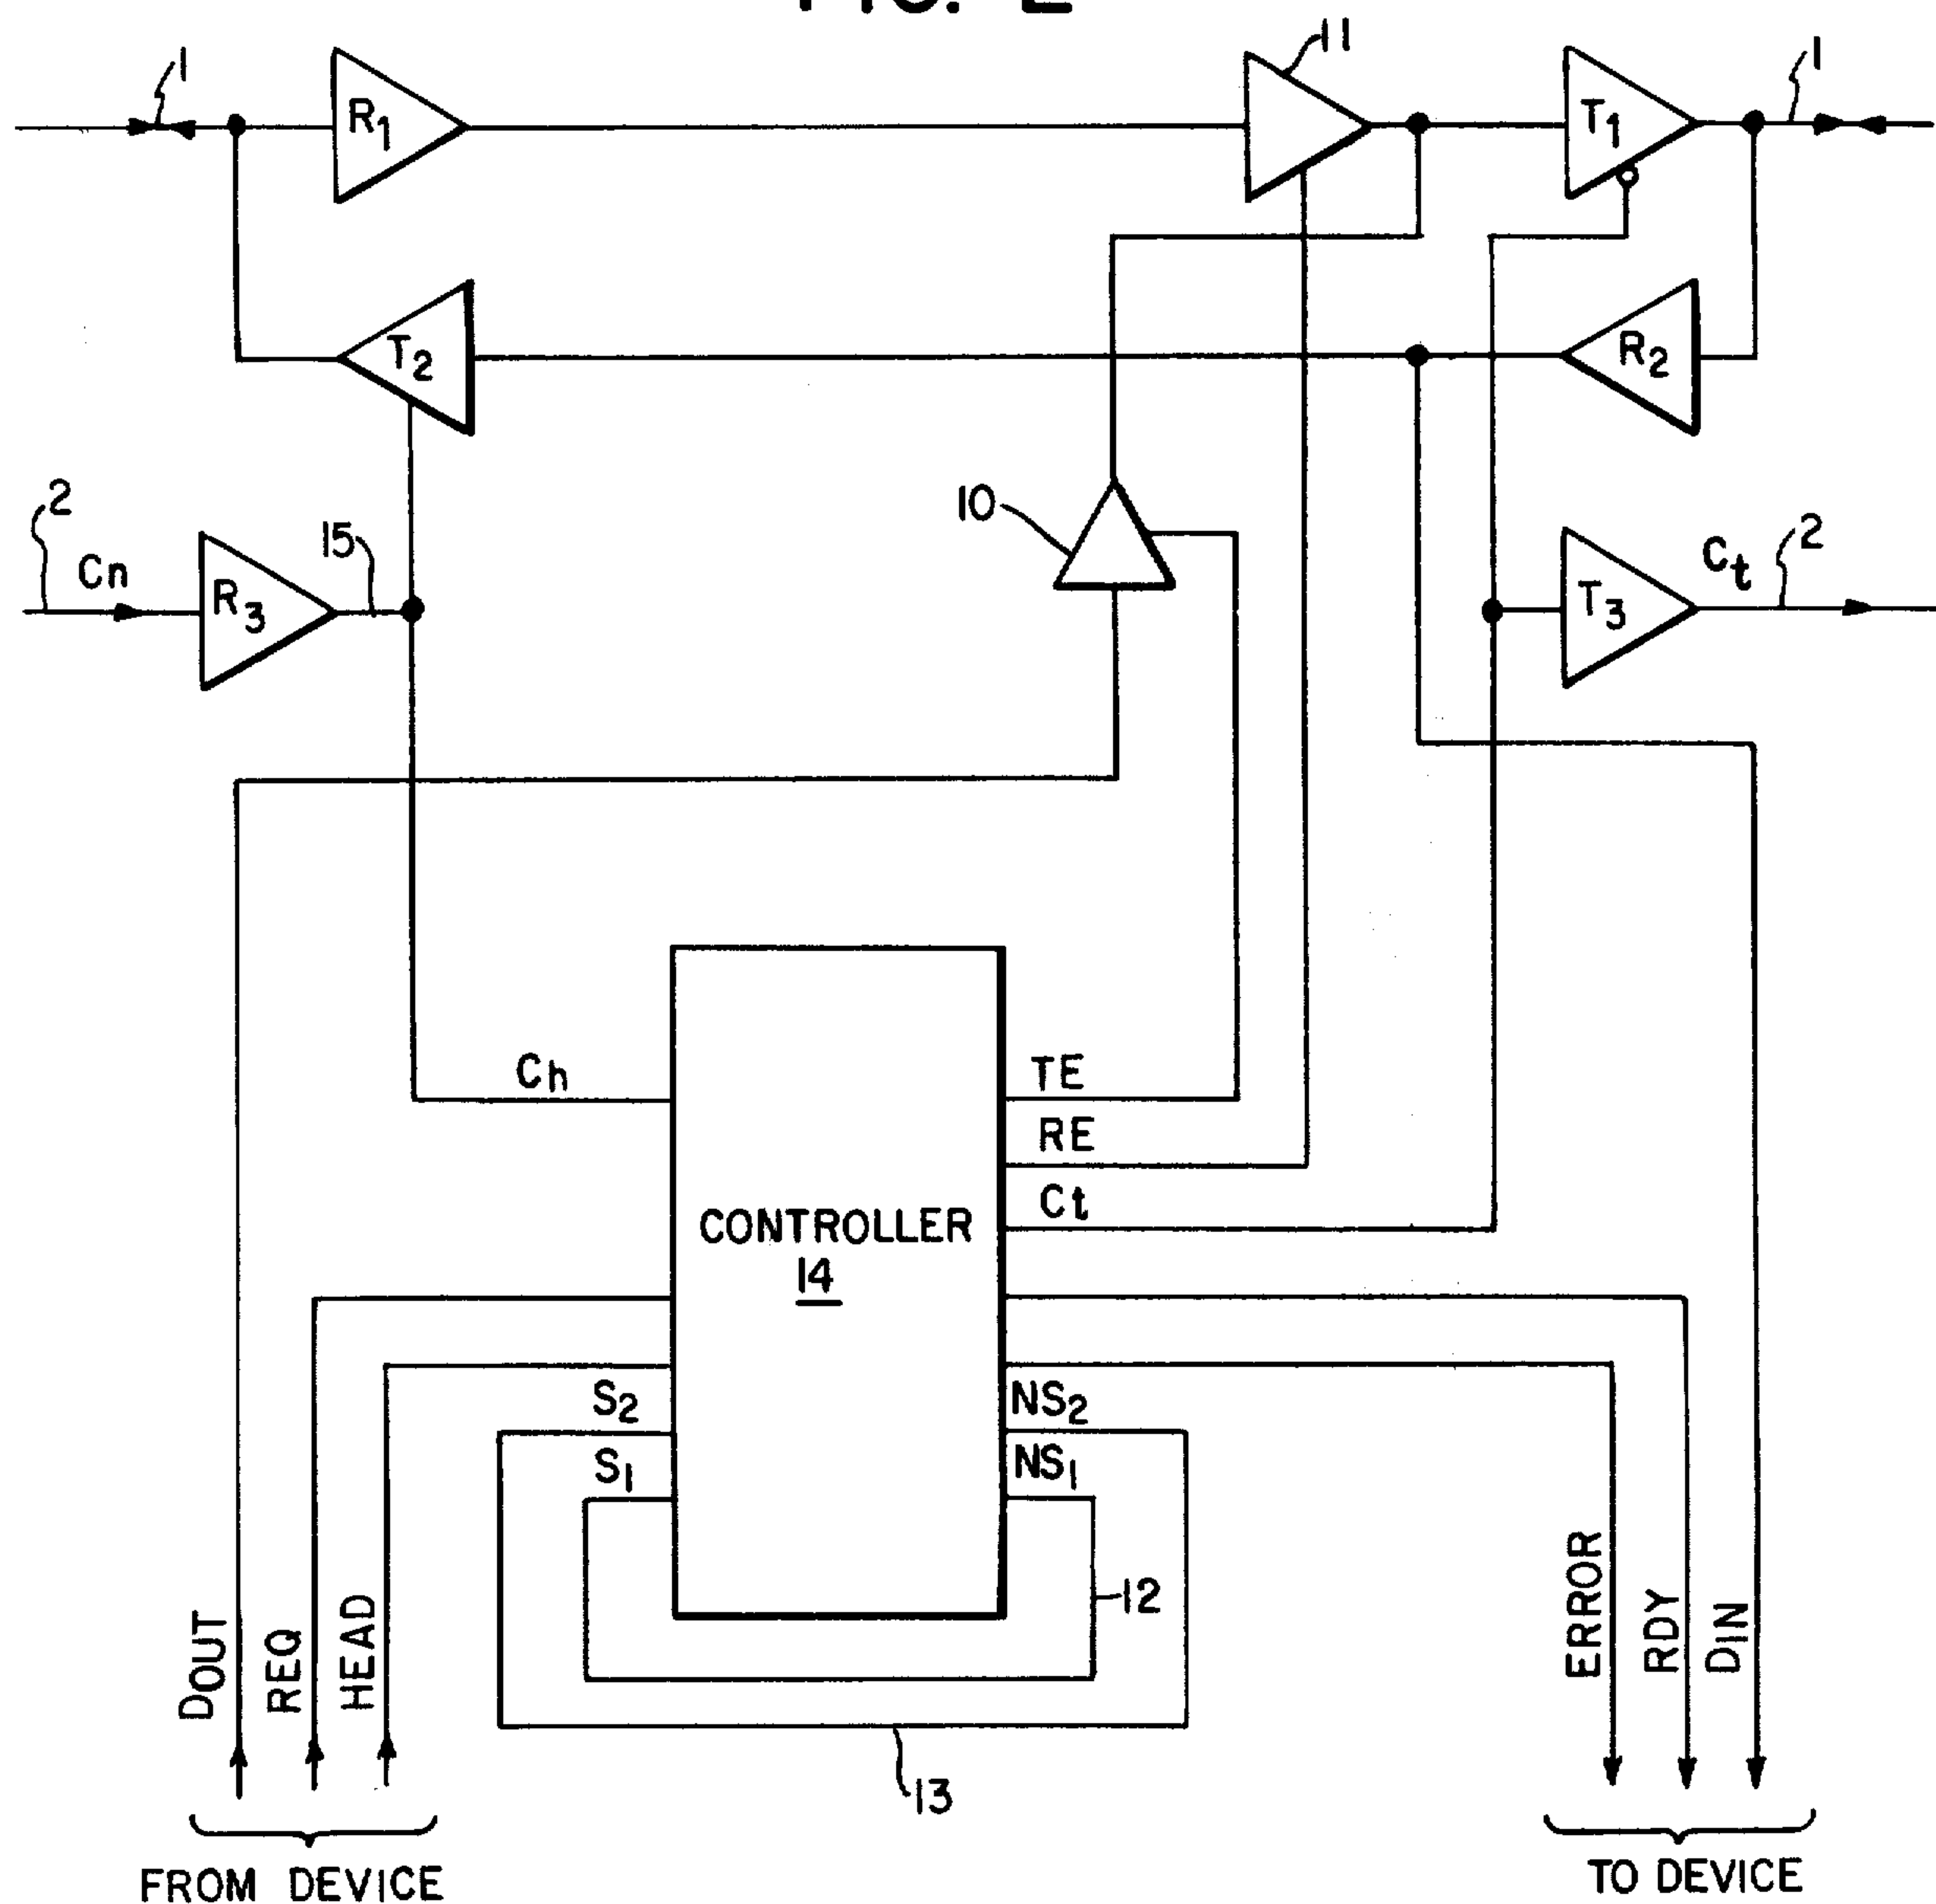 FIG. 2
1
R1
11
T1
1
T2
R2
2
Cn
R3
15
10
T3
Ct
2
Ch
TE
RE
Ct
CONTROLLER
14
S2
NS2
S1
NS1
12
13
DOUT
REQ
HEAD
ERROR
RDY
DIN
FROM DEVICE
TO DEVICE